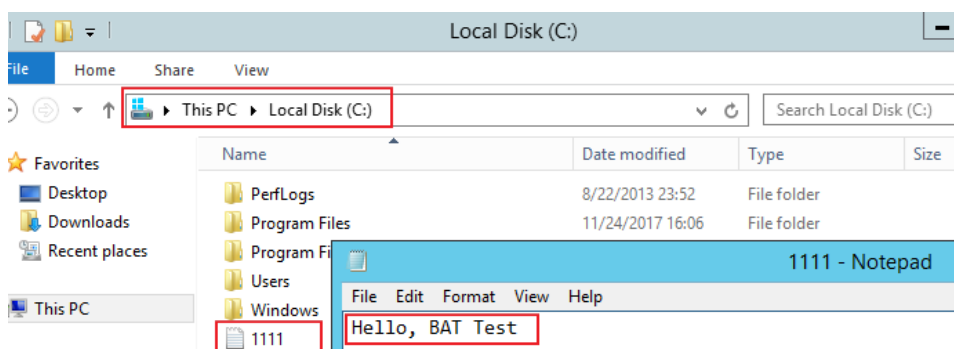 Local Disk (C:)
File Home Share View
This PC Local Disk (C:)
Search Local Disk (C:)
Name Date modified Type Size
Favorites
Desktop
Downloads
Recent places
This PC
PerfLogs 8/22/2013 23:52 File folder
Program Files 11/24/2017 16:06 File folder
Program Fi
Users
Windows
1111
1111 - Notepad
File Edit Format View Help
Hello, BAT Test